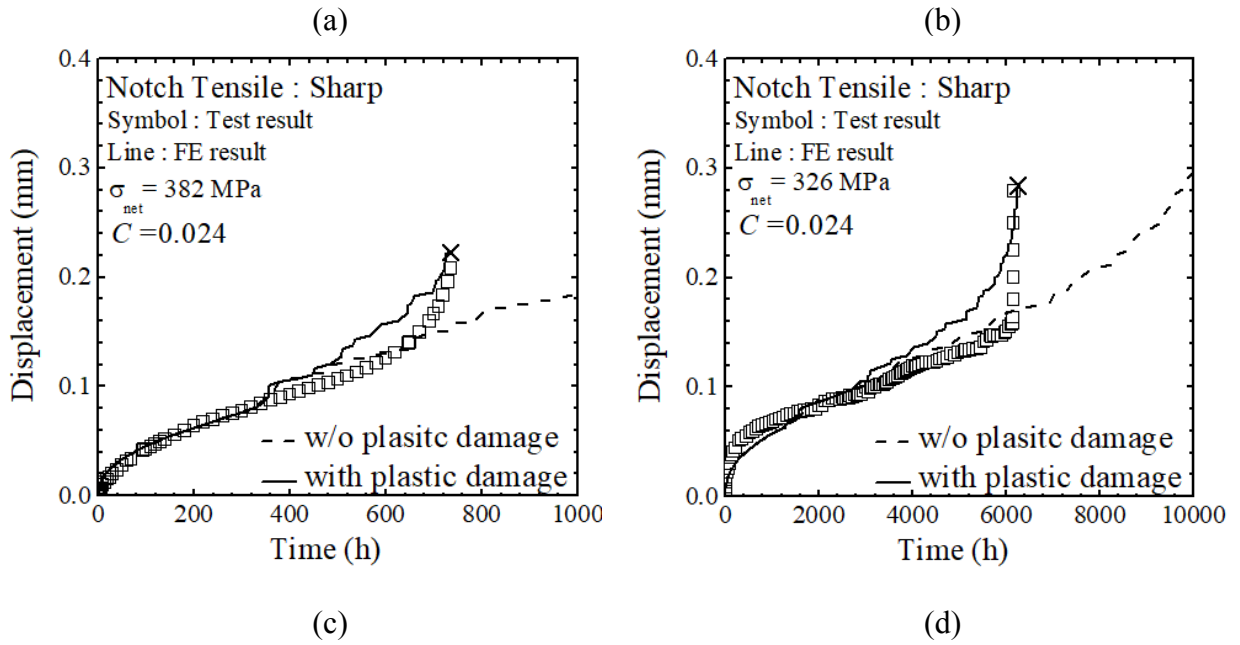 (a)
(b)
0.4
Notch Tensile : Sharp
Symbol : Test result
Line : FE result
σnet = 382 MPa
C =0.024
0.3
0.2
0.1
0.0
Displacement (mm)
w/o plasitc damage
with plastic damage
0 200 400 600 800 1000
Time (h)
0.4
Notch Tensile : Sharp
Symbol : Test result
Line : FE result
σnet = 326 MPa
C =0.024
0.3
0.2
0.1
0.0
Displacement (mm)
w/o plasitc damage
with plastic damage
0 2000 4000 6000 8000 10000
Time (h)
(c)
(d)